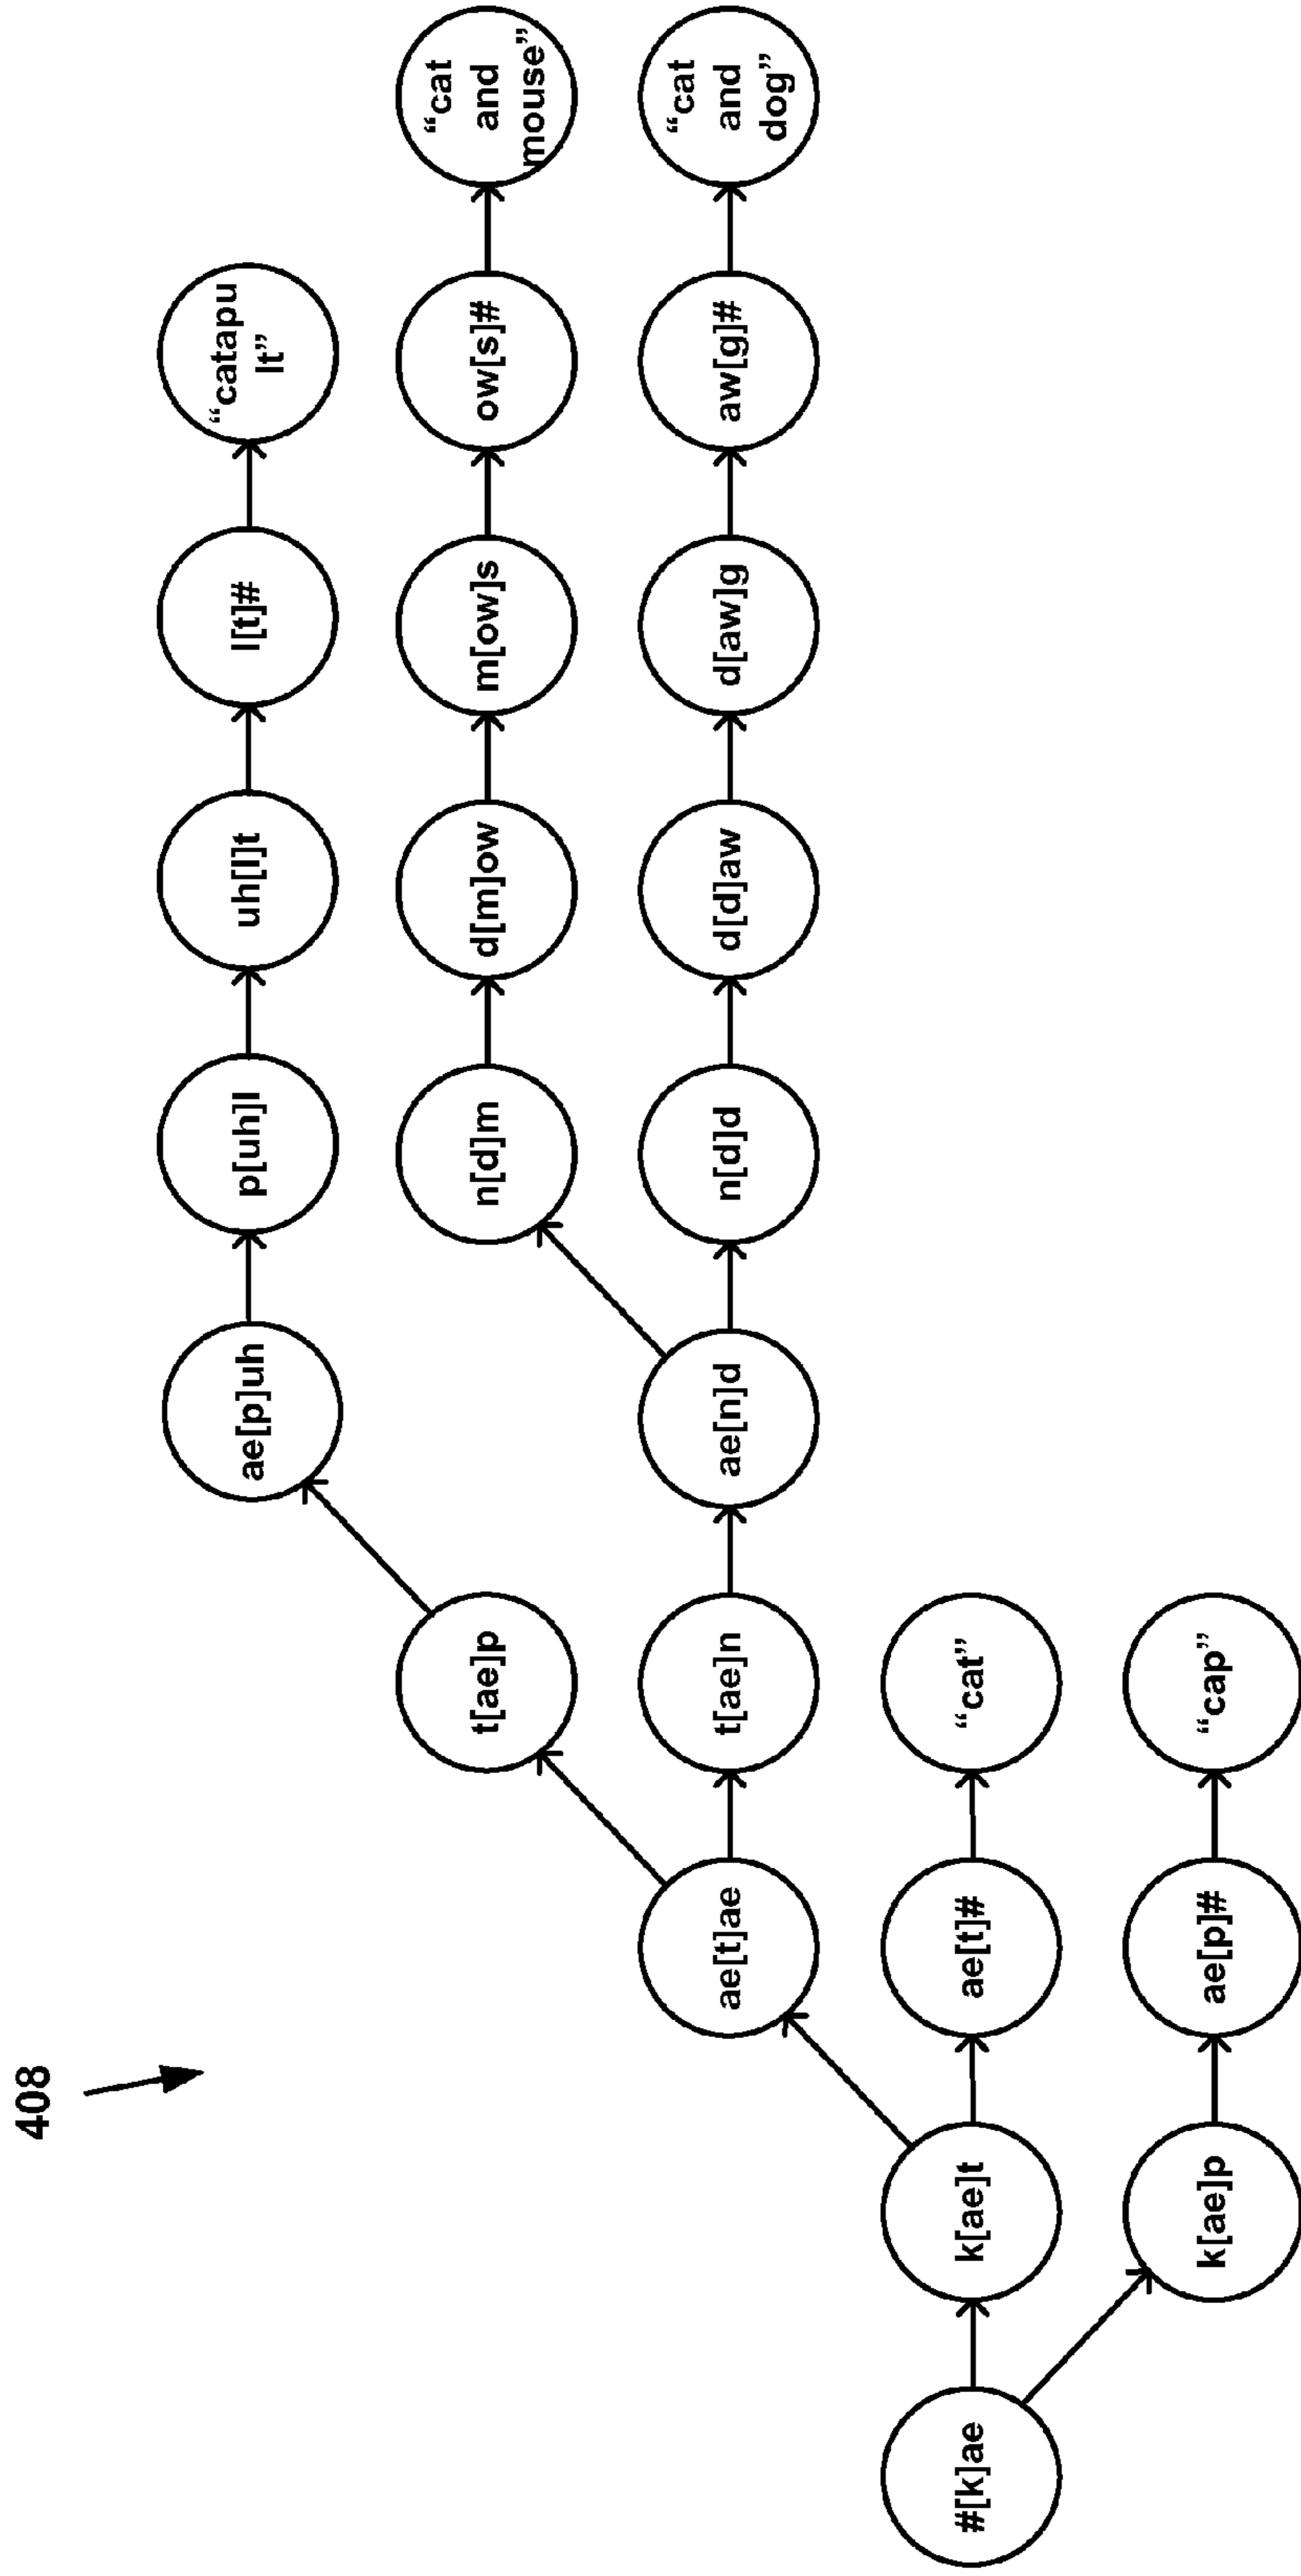 408
ae[p]uh
p[uh]l
uh[l]t
l[t]#
“catapu
lt”
t[ae]p
n[d]m
d[m]ow
m[ow]s
ow[s]#
“cat
and
mouse”
ae[t]ae
t[ae]n
ae[n]d
n[d]d
d[d]aw
d[aw]g
aw[g]#
“cat
and
dog”
#[k]ae
k[ae]t
ae[t]#
“cat”
k[ae]p
ae[p]#
“cap”